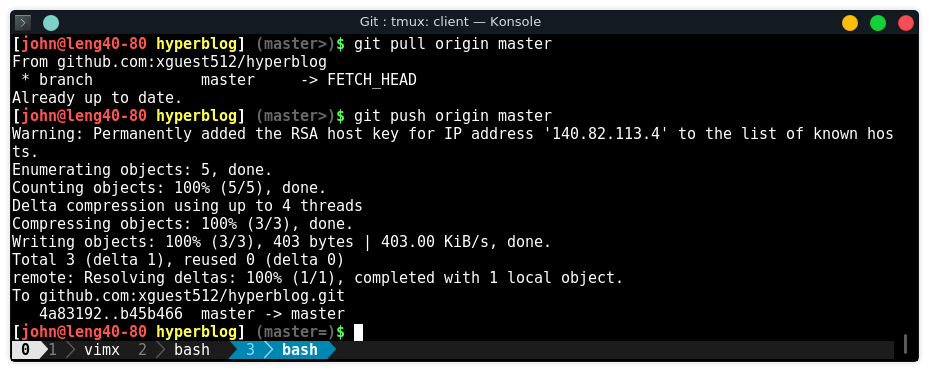 Git : tmux: client — Konsole
[john@leng40-80 hyperblog] (master>)$ git pull origin master
From github.com:xguest512/hyperblog
 * branch            master     -> FETCH_HEAD
Already up to date.
[john@leng40-80 hyperblog] (master>)$ git push origin master
Warning: Permanently added the RSA host key for IP address '140.82.113.4' to the list of known hos
ts.
Enumerating objects: 5, done.
Counting objects: 100% (5/5), done.
Delta compression using up to 4 threads
Compressing objects: 100% (3/3), done.
Writing objects: 100% (3/3), 403 bytes | 403.00 KiB/s, done.
Total 3 (delta 1), reused 0 (delta 0)
remote: Resolving deltas: 100% (1/1), completed with 1 local object.
To github.com:xguest512/hyperblog.git
   4a83192..b45b466  master -> master
[john@leng40-80 hyperblog] (master=)$
0 1 vimx 2 bash 3 bash